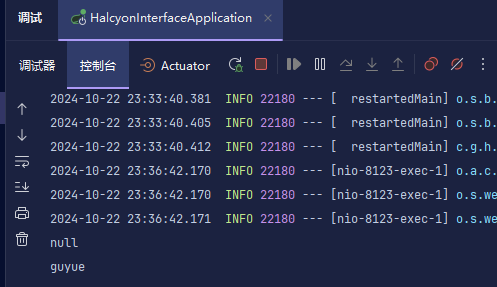 调试 HalcyonInterfaceApplication
调试器 控制台 Actuator
2024-10-22 23:33:40.381 INFO 22180 --- [ restartedMain] o.s.b.
2024-10-22 23:33:40.405 INFO 22180 --- [ restartedMain] o.s.b.
2024-10-22 23:33:40.412 INFO 22180 --- [ restartedMain] c.g.h.
2024-10-22 23:36:42.170 INFO 22180 --- [nio-8123-exec-1] o.a.c.
2024-10-22 23:36:42.170 INFO 22180 --- [nio-8123-exec-1] o.s.we
2024-10-22 23:36:42.171 INFO 22180 --- [nio-8123-exec-1] o.s.we
null
guyue